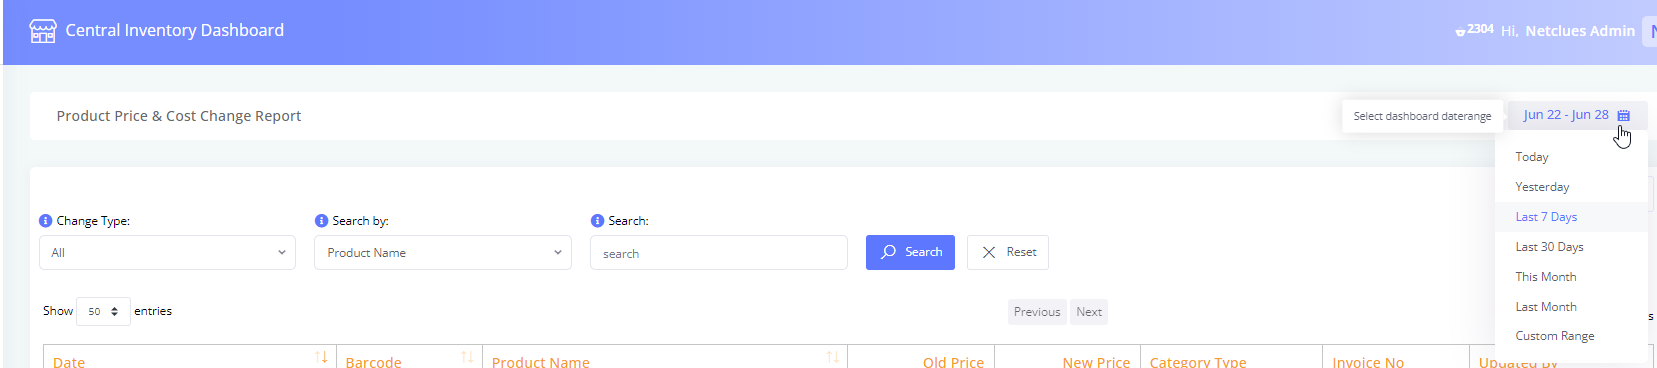 Central Inventory Dashboard
2304 Hi, Netclues Admin N
Product Price & Cost Change Report
Select dashboard daterange
Jun 22 - Jun 28
Today
Yesterday
Last 7 Days
Last 30 Days
This Month
Last Month
Custom Range
Change Type:
All
Search by:
Product Name
Search:
search
Search
Reset
Show 50 entries
Previous Next
s
Date Barcode Product Name Old Price New Price Category Type Invoice No Updated By